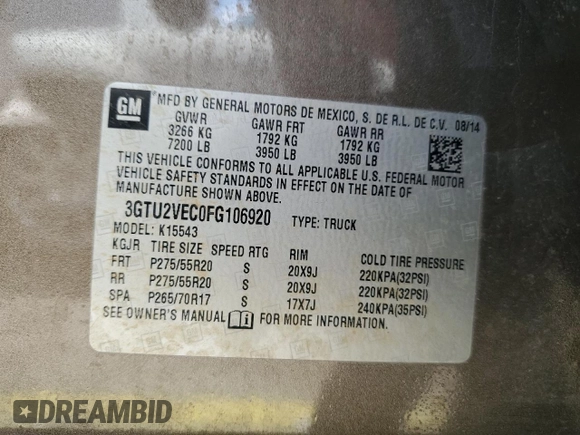 GM
MFD BY GENERAL MOTORS DE MEXICO, S. DE R.L. DE C.V. 08/14
GVWR GAWR FRT GAWR RR
3266 KG 1792 KG 1792 KG
7200 LB 3950 LB 3950 LB
THIS VEHICLE CONFORMS TO ALL APPLICABLE U.S. FEDERAL MOTOR
VEHICLE SAFETY STANDARDS IN EFFECT ON THE DATE OF
MANUFACTURE SHOWN ABOVE.
3GTU2VEC0FG106920 TYPE: TRUCK
MODEL: K15543
KGJR TIRE SIZE SPEED RTG RIM COLD TIRE PRESSURE
FRT P275/55R20 S 20X9J 220KPA(32PSI)
RR P275/55R20 S 20X9J 220KPA(32PSI)
SPA P265/70R17 S 17X7J 240KPA(35PSI)
SEE OWNER'S MANUAL FOR MORE INFORMATION.
DREAMBID